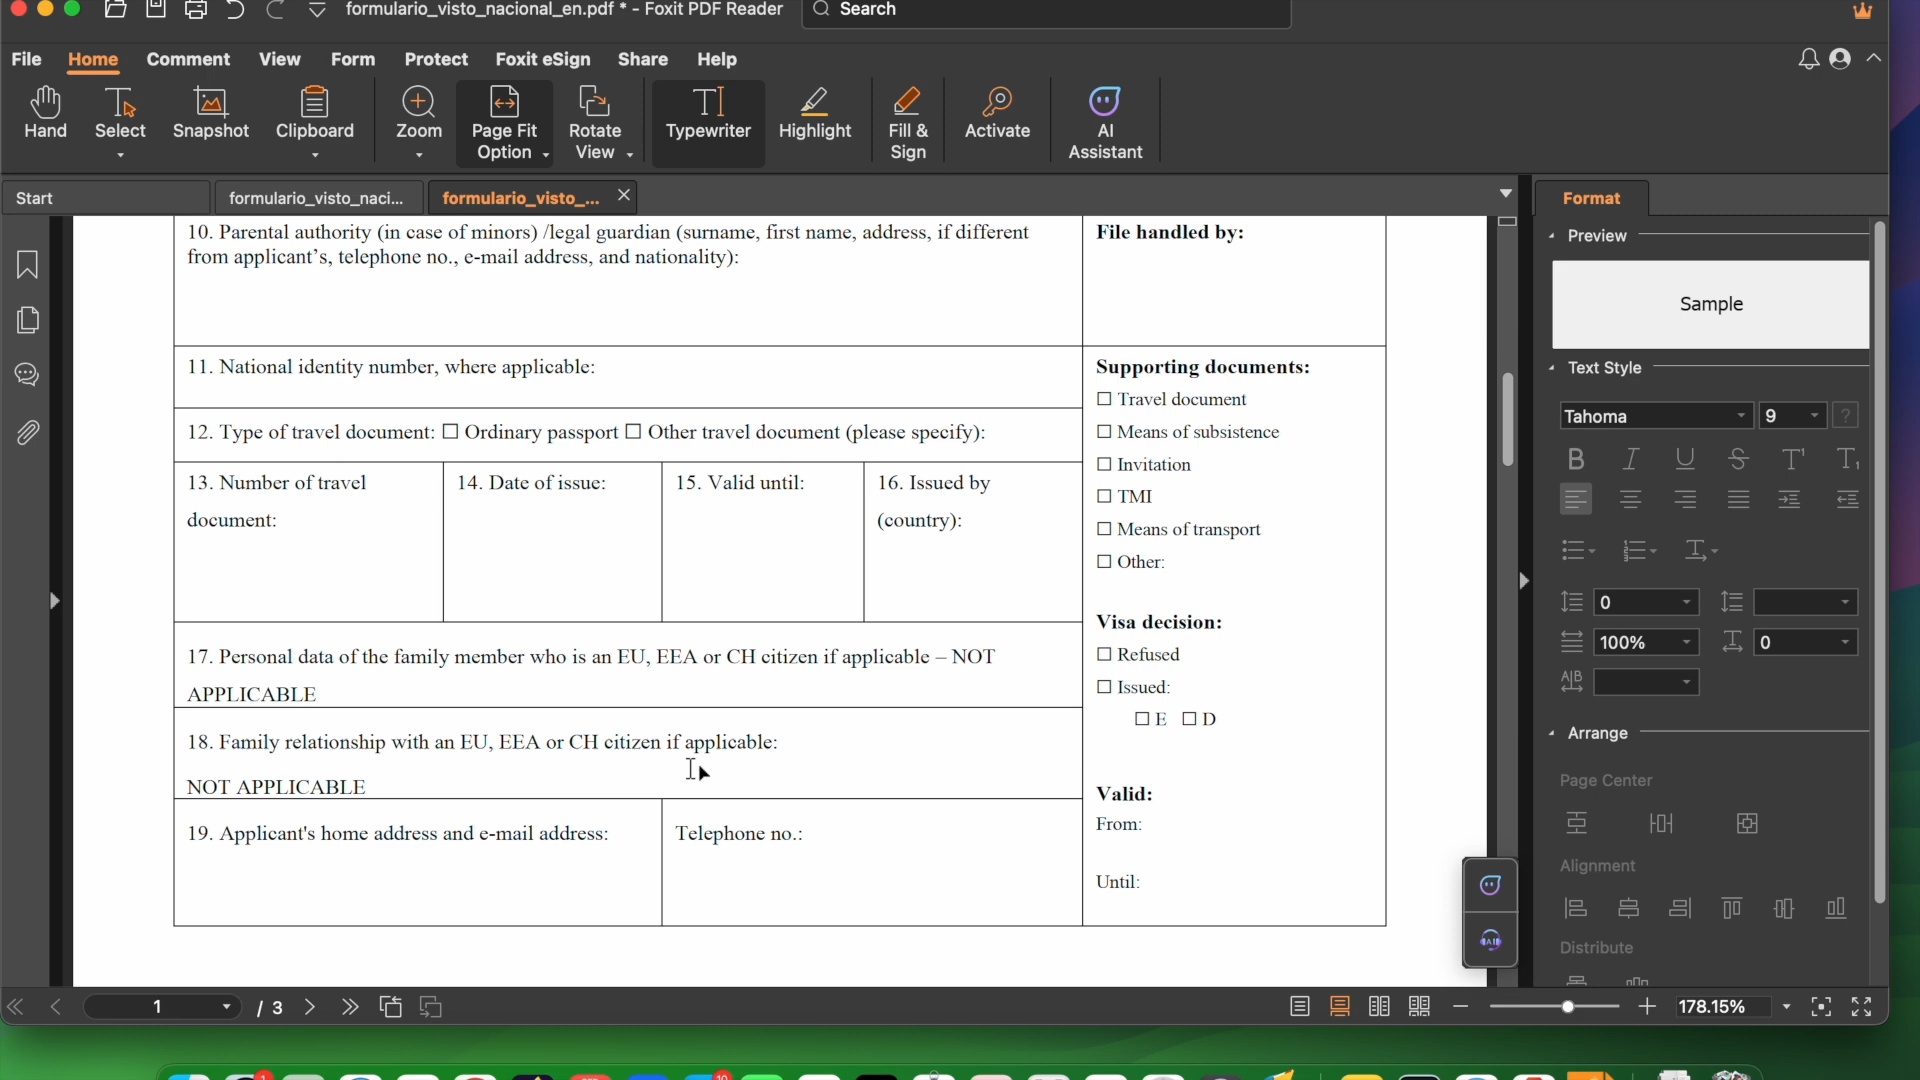 formulario_visto_nacional_en.pdf * - Foxit PDF Reader
Search
File Home Comment View Form Protect Foxit eSign Share Help
Hand
Select
Snapshot
Clipboard
Zoom
Page Fit
Option
Rotate
View
Typewriter
Highlight
Fill &
Sign
Activate
AI
Assistant
Start
formulario_visto_naci...
formulario_visto_...
10. Parental authority (in case of minors) /legal guardian (surname, first name, address, if different
from applicant’s, telephone no., e-mail address, and nationality):
11. National identity number, where applicable:
12. Type of travel document: ☐ Ordinary passport ☐ Other travel document (please specify):
13. Number of travel
document:
14. Date of issue:
15. Valid until:
16. Issued by
(country):
17. Personal data of the family member who is an EU, EEA or CH citizen if applicable – NOT
APPLICABLE
18. Family relationship with an EU, EEA or CH citizen if applicable:
NOT APPLICABLE
19. Applicant's home address and e-mail address:
Telephone no.:
File handled by:
Supporting documents:
☐ Travel document
☐ Means of subsistence
☐ Invitation
☐ TMI
☐ Means of transport
☐ Other:
Visa decision:
☐ Refused
☐ Issued:
☐ E ☐ D
Valid:
From:
Until:
Format
Preview
Sample
Text Style
Tahoma
9
0
100%
0
Arrange
Page Center
Alignment
Distribute
1
/ 3
178.15%
1
10